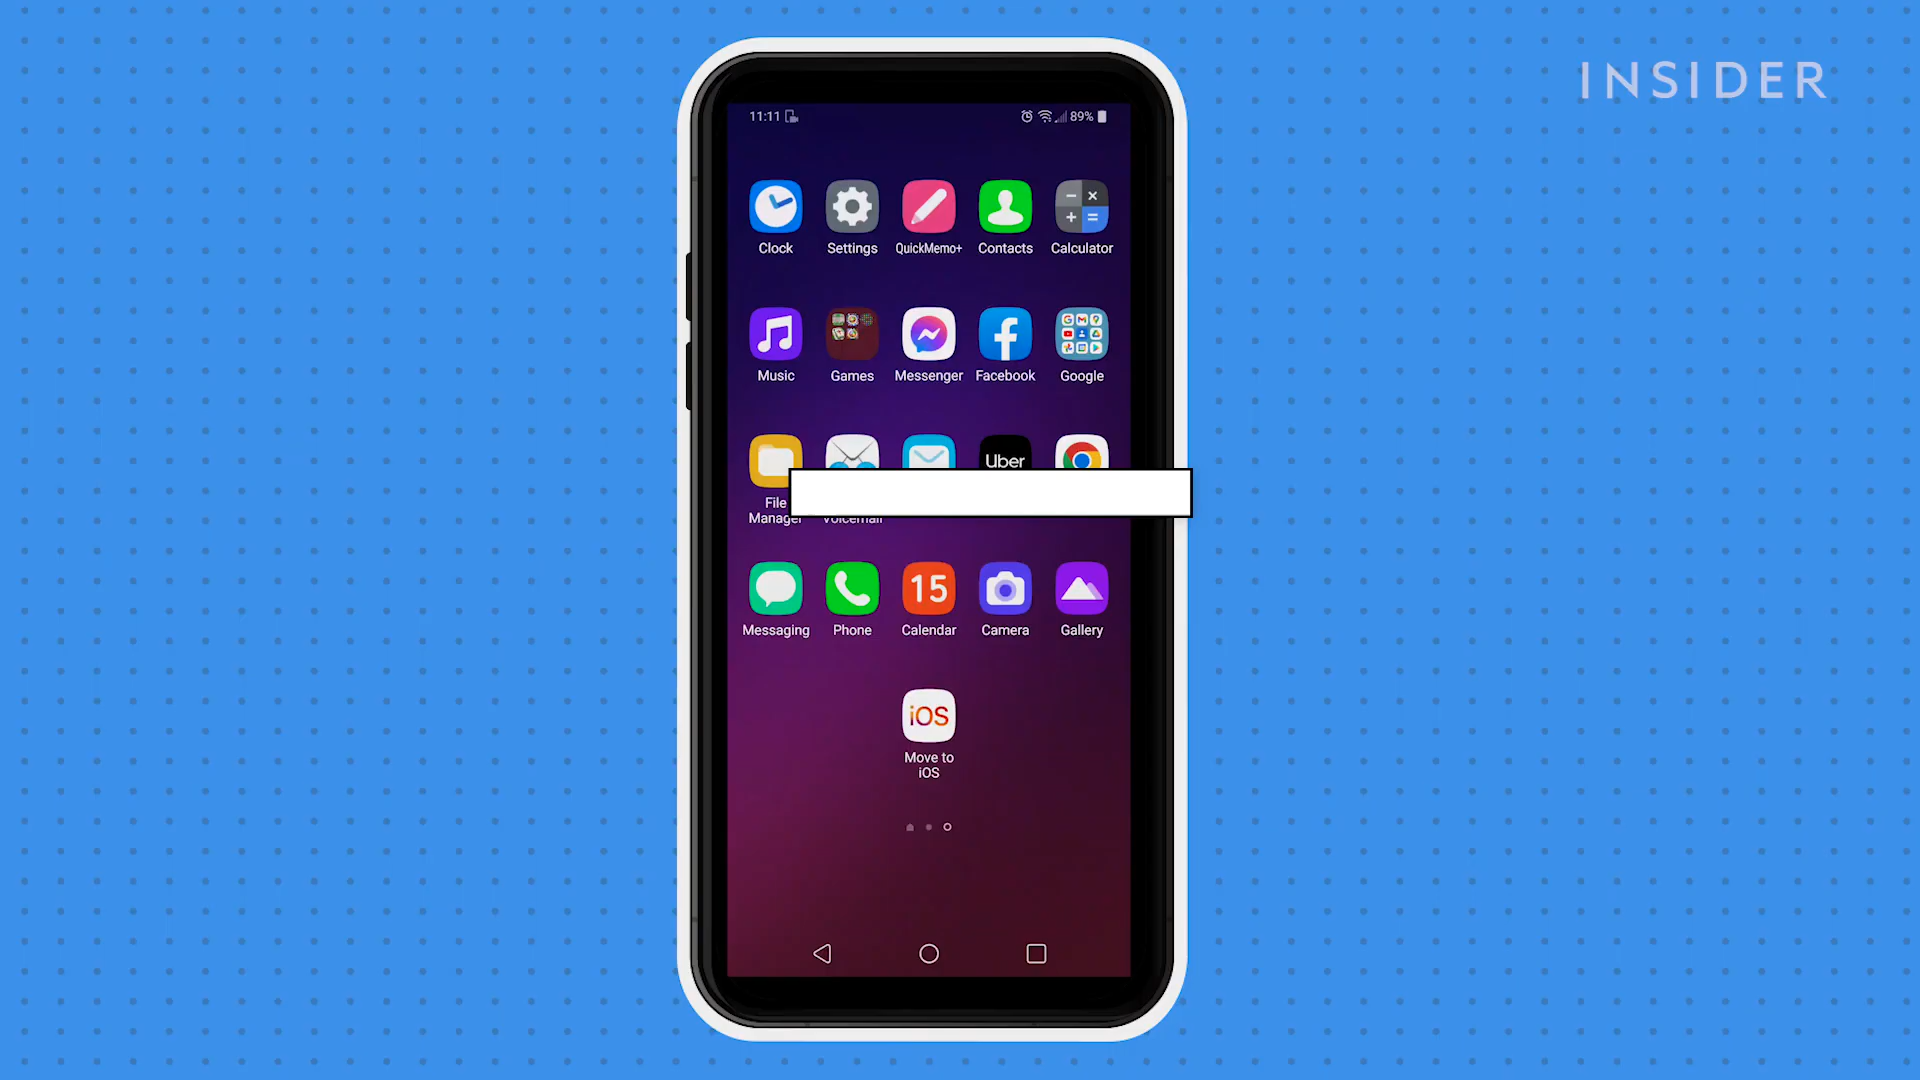 INSIDER
11:11 89%
Clock Settings QuickMemo+ Contacts Calculator
Music Games Messenger Facebook Google
Uber
File
Manager Voicemail
15
Messaging Phone Calendar Camera Gallery
iOS
Move to
iOS